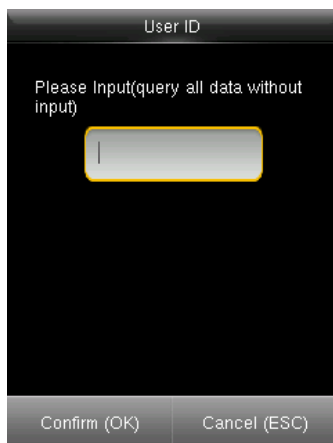 User ID
Please Input(query all data without
input)
Confirm (OK)
Cancel (ESC)